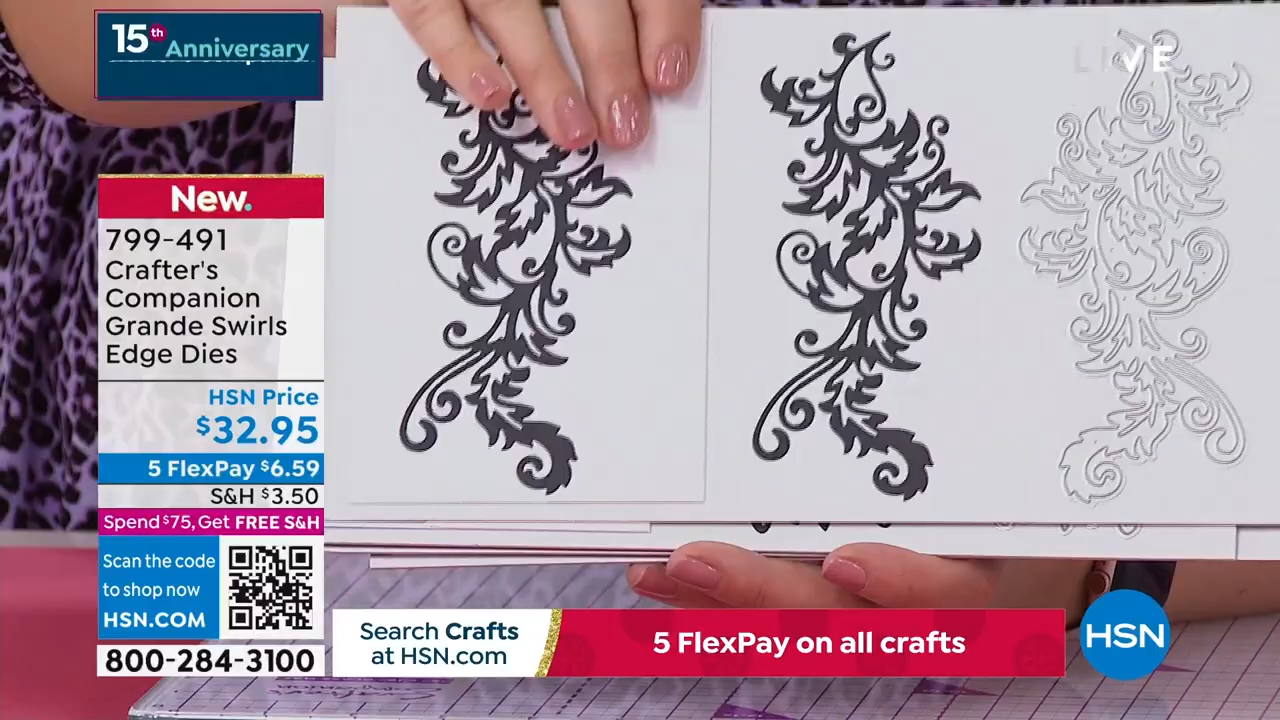 15th Anniversary
LIVE
New.
799-491
Crafter's
Companion
Grande Swirls
Edge Dies
HSN Price
$32.95
5 FlexPay $6.59
S&H $3.50
Spend $75, Get FREE S&H
Scan the code
to shop now
HSN.COM
800-284-3100
Search Crafts
at HSN.com
5 FlexPay on all crafts
HSN